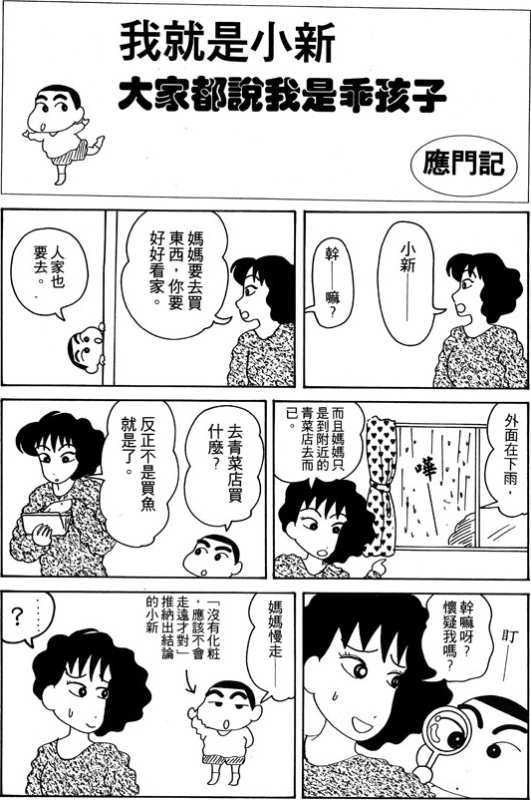 我就是小新
大家都說我是乖孩子
應門記
小新——
幹——嘛？
媽媽要去買
東西，你要
好好看家。
人家也
要去。
外面在下雨，
嘩
而且媽媽只
是到附近的
青菜店去而
已。
去青菜店買
什麼？
反正不是買魚
就是了。
盯——
幹嘛呀？
懷疑我嗎？
媽媽慢走——
「沒有化粧
，應該不會
走遠才對」
推納出結論
的小新
……？